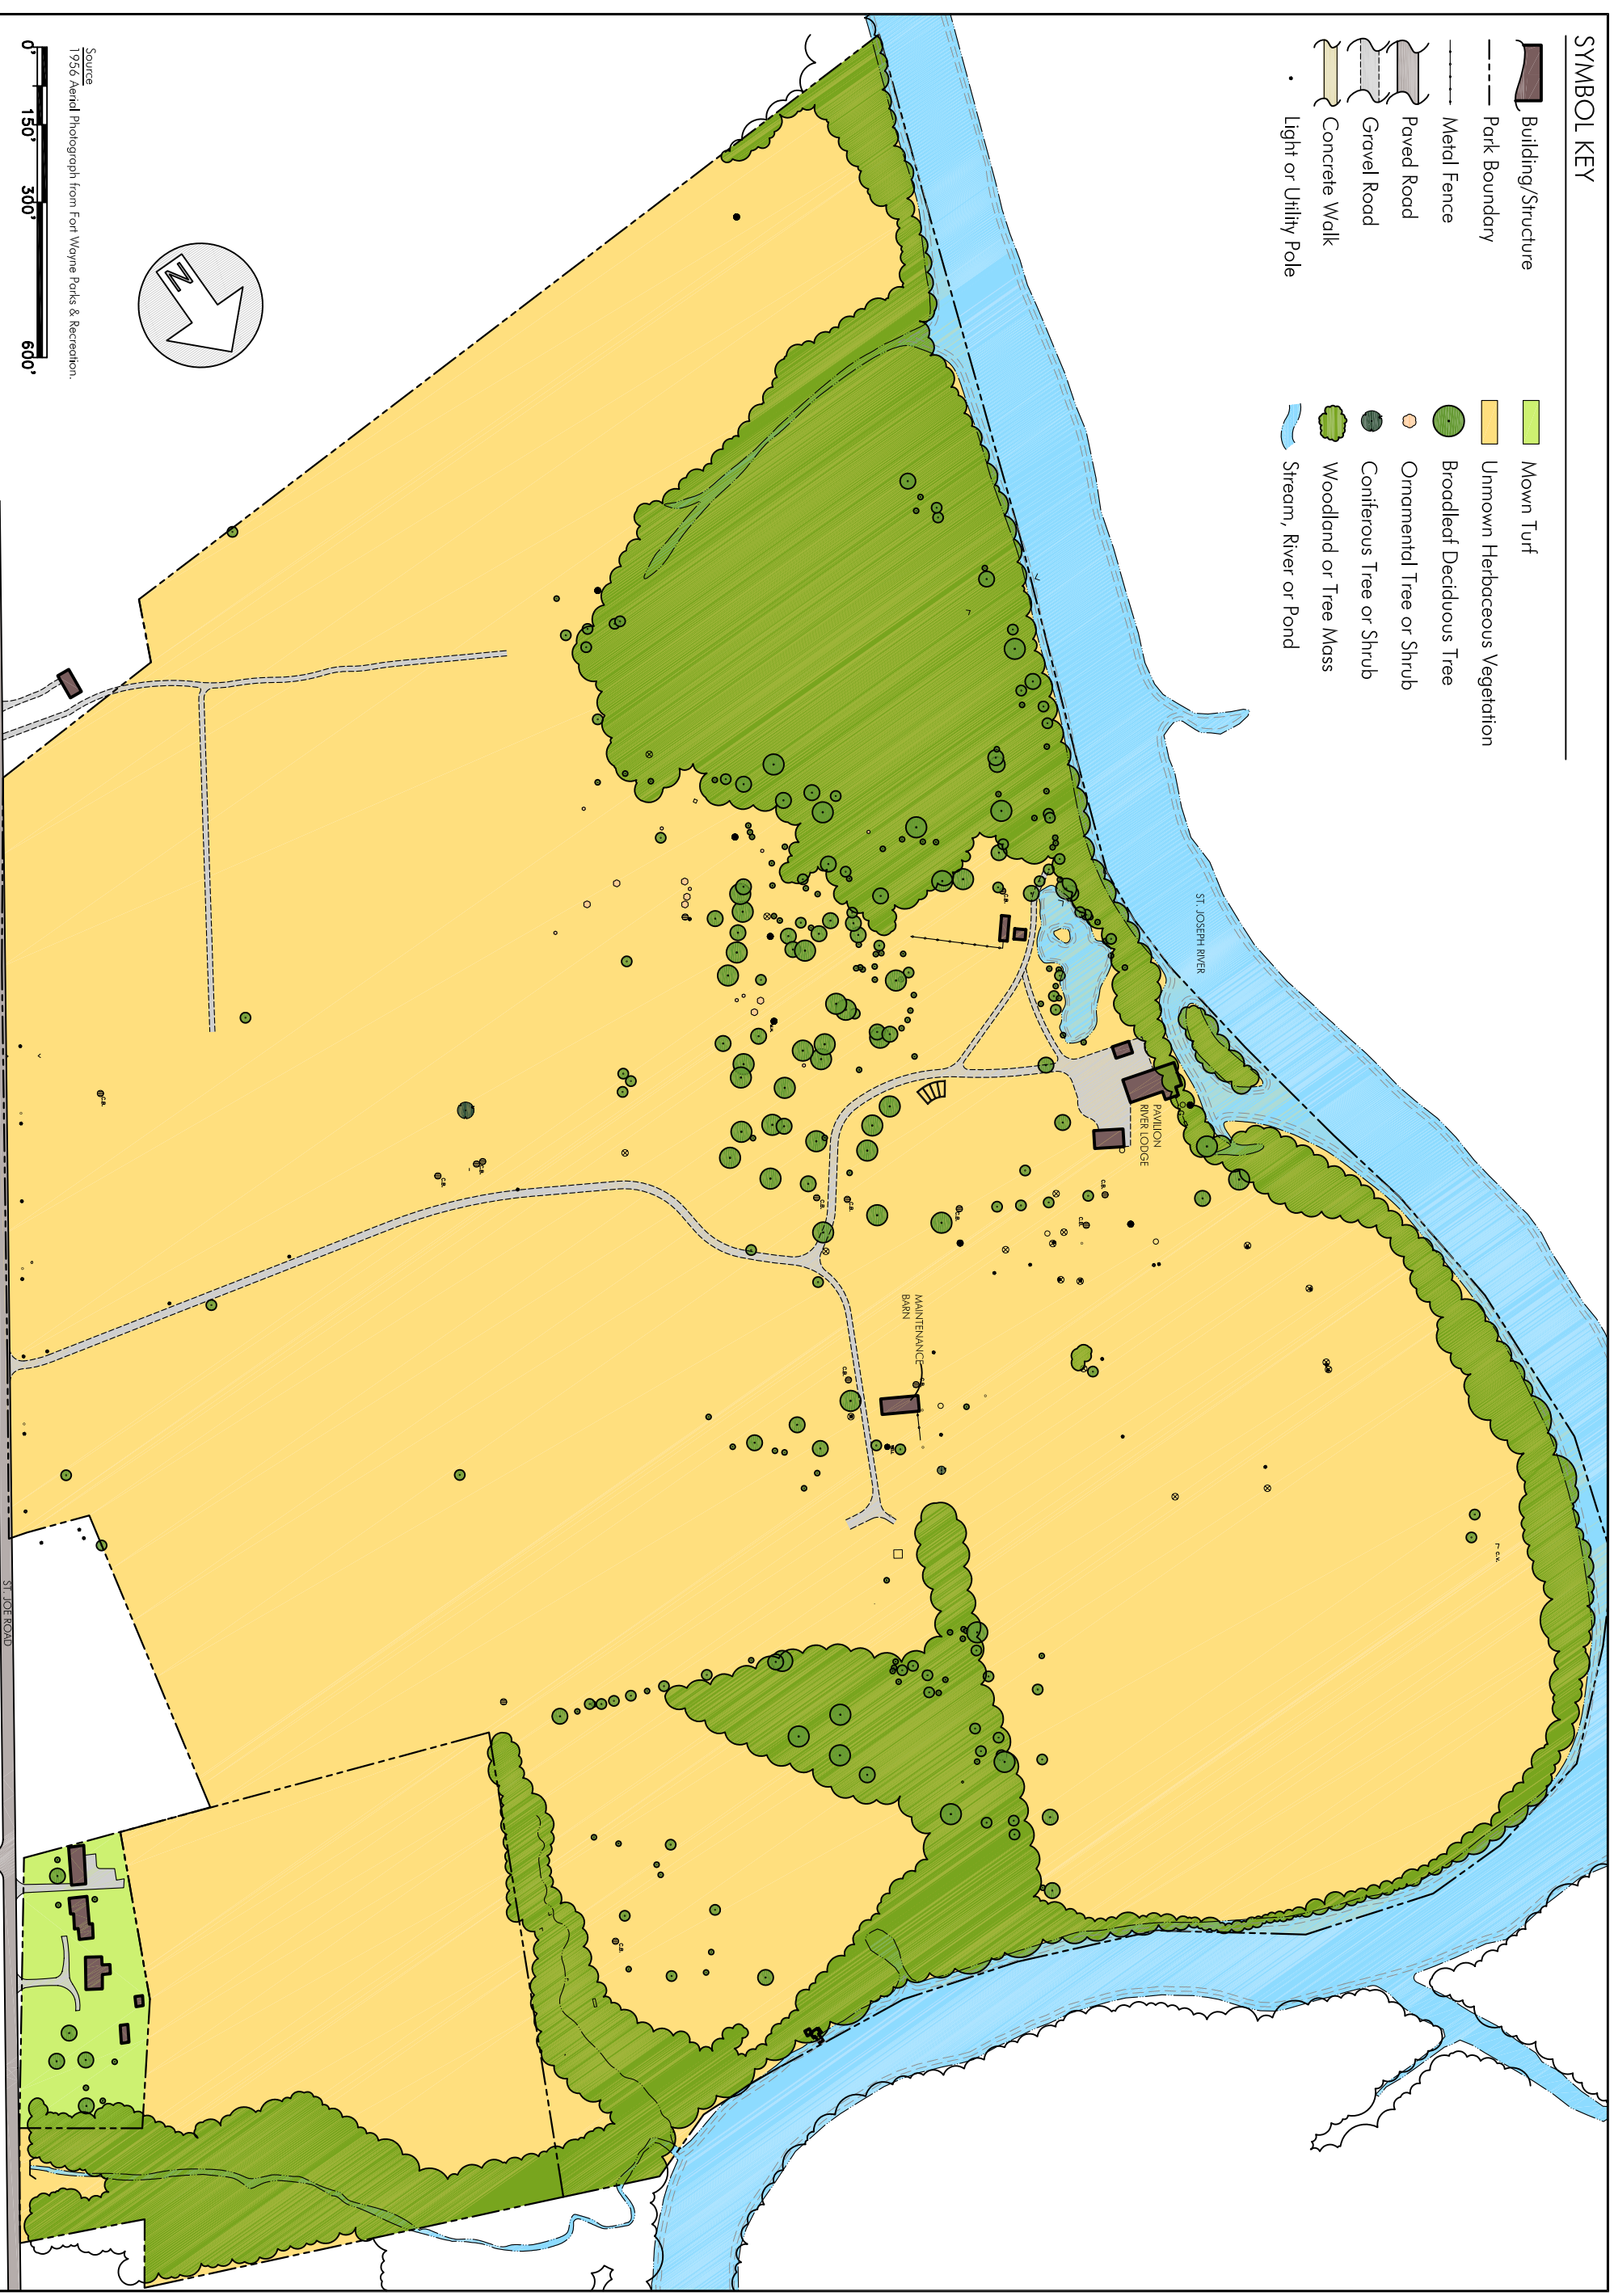 SYMBOL KEY
Building/Structure
Park Boundary
Metal Fence
Paved Road
Gravel Road
Concrete Walk
Light or Utility Pole
Mown Turf
Unmown Herbaceous Vegetation
Broadleaf Deciduous Tree
Ornamental Tree or Shrub
Coniferous Tree or Shrub
Woodland or Tree Mass
Stream, River or Pond
ST. JOSEPH RIVER
PAVILION
RIVER LODGE
MAINTENANCE
BARN
C.B.
C.B.
C.B.
C.B.
C.B.
C.B.
C.B.
C.B.
C.B.
C.B.
C.B.
C.B.
C.V.
ST. JOE ROAD
N
Source
1956 Aerial Photograph from Fort Wayne Parks & Recreation.
0' 150' 300' 600'